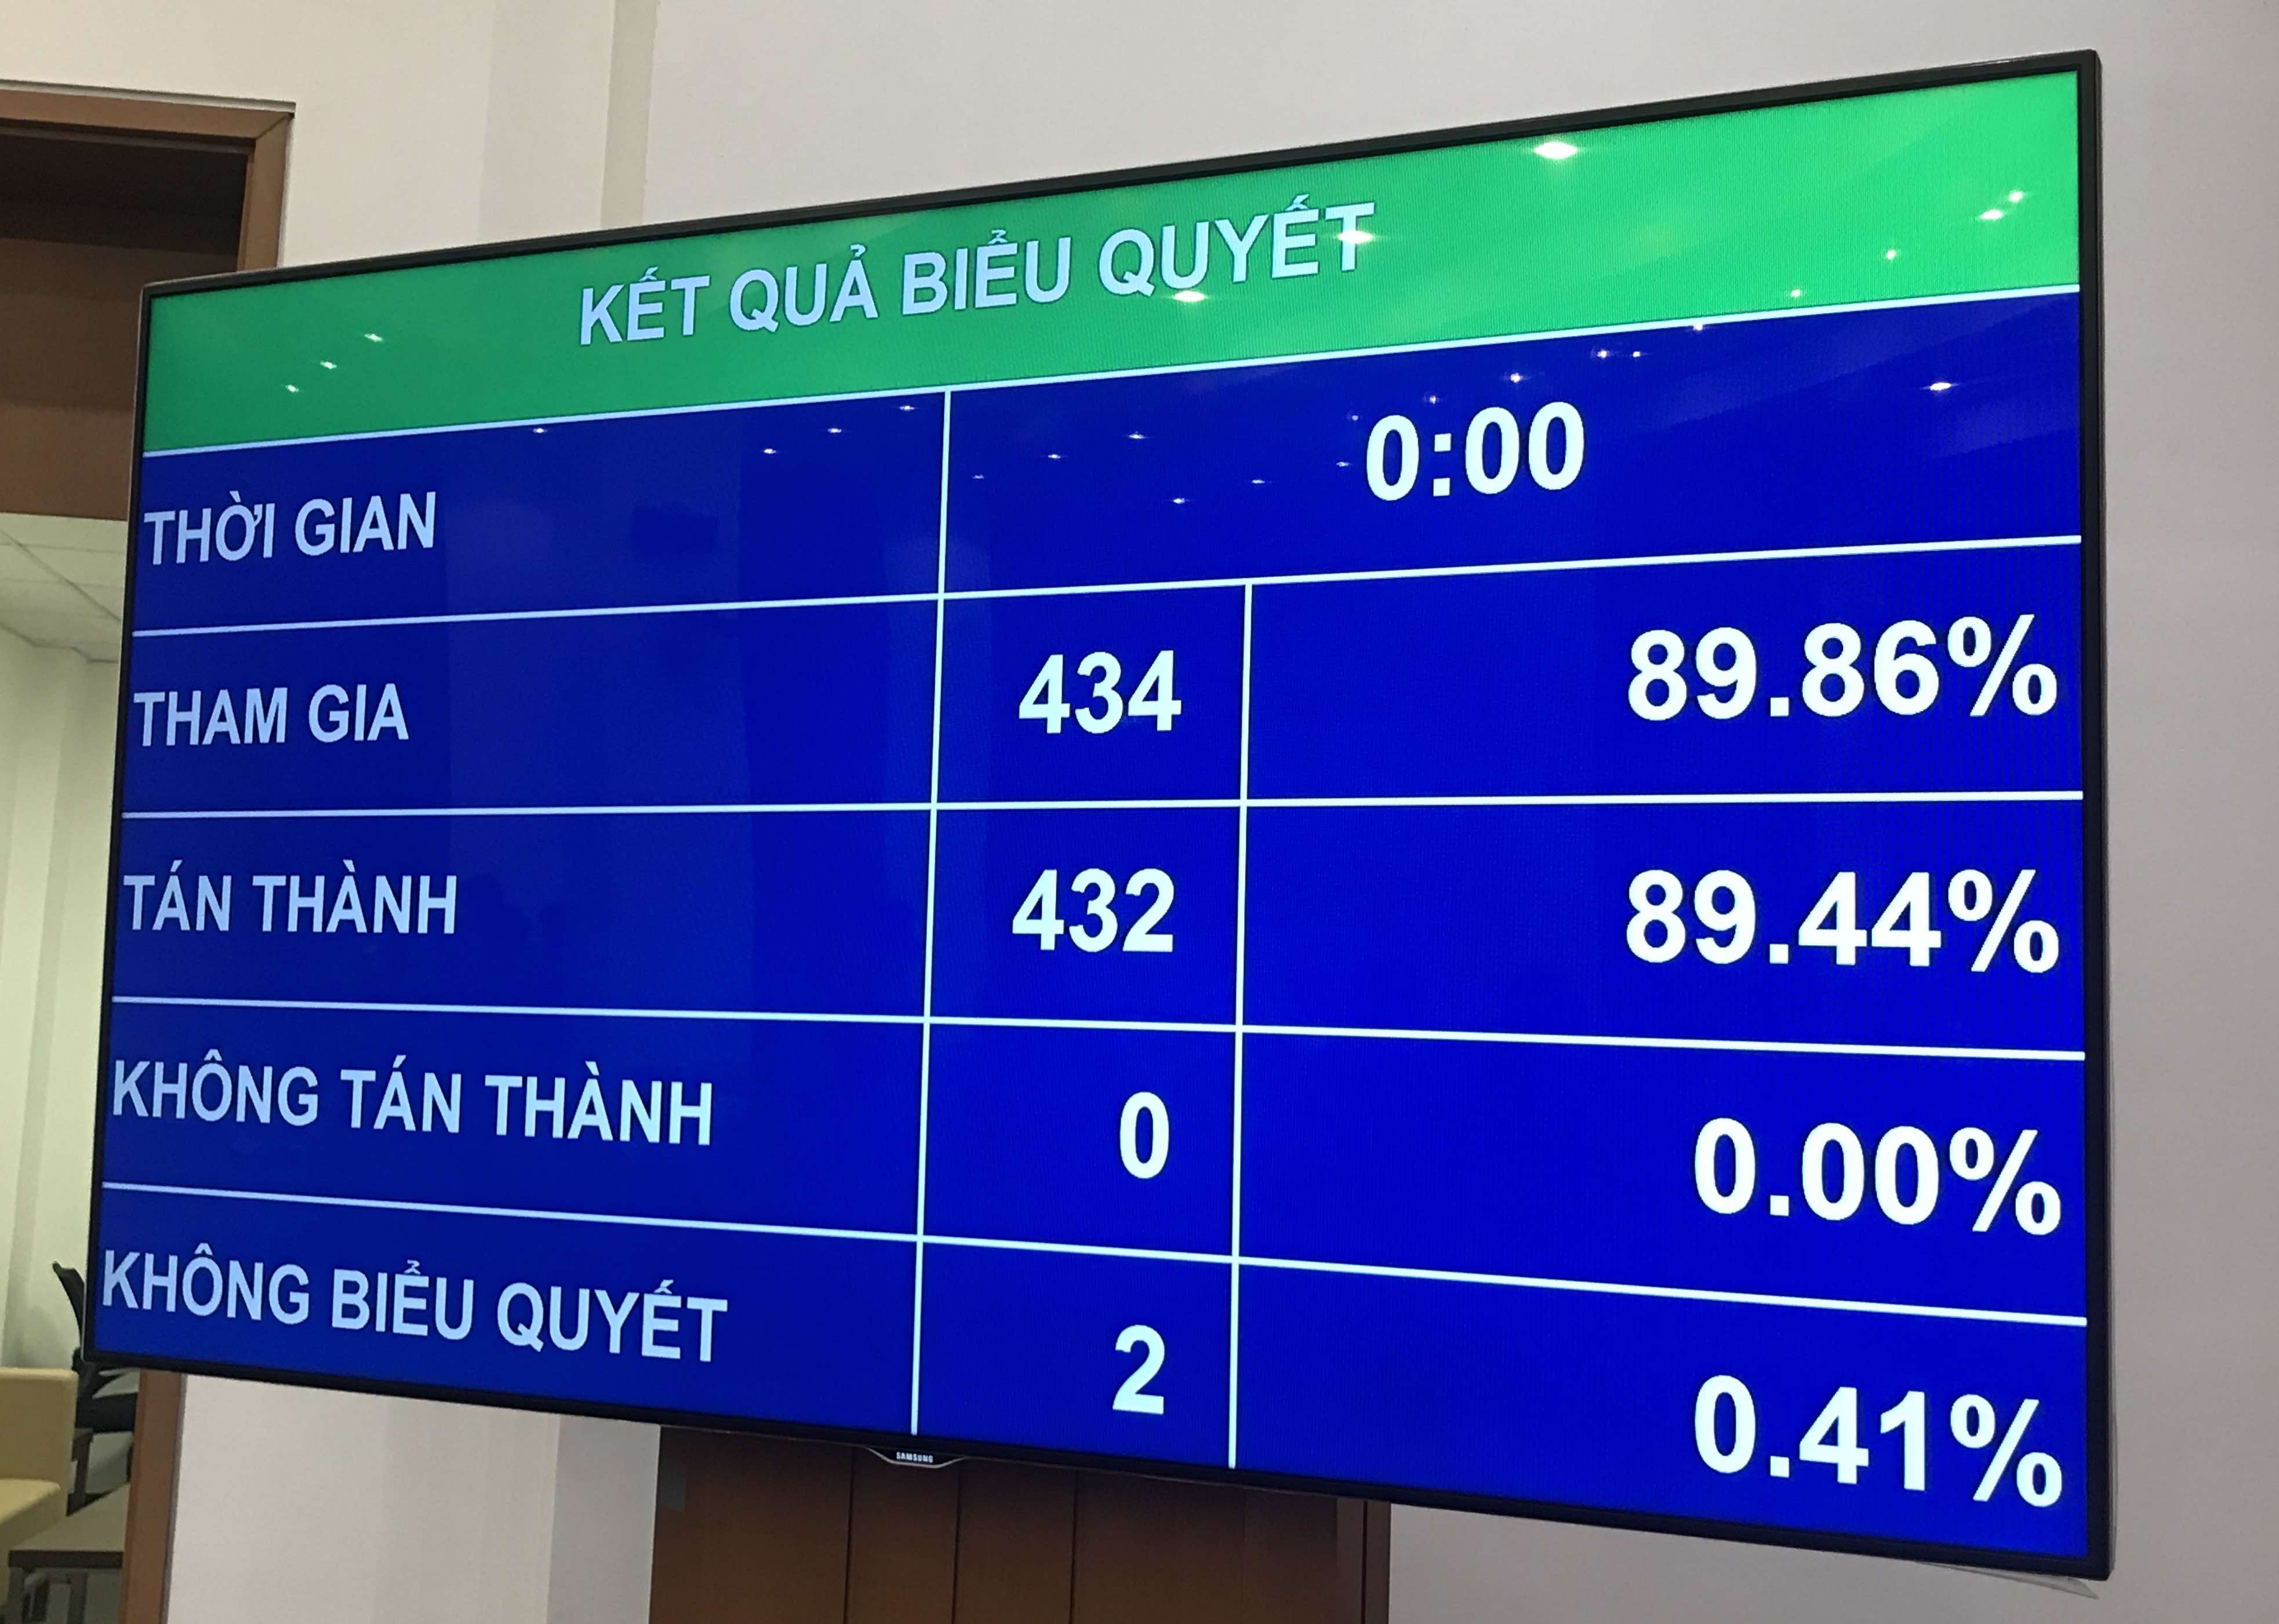 KẾT QUẢ BIỂU QUYẾT
THỜI GIAN 0:00
THAM GIA 434 89.86%
TÁN THÀNH 432 89.44%
KHÔNG TÁN THÀNH 0 0.00%
KHÔNG BIỂU QUYẾT 2 0.41%
SAMSUNG